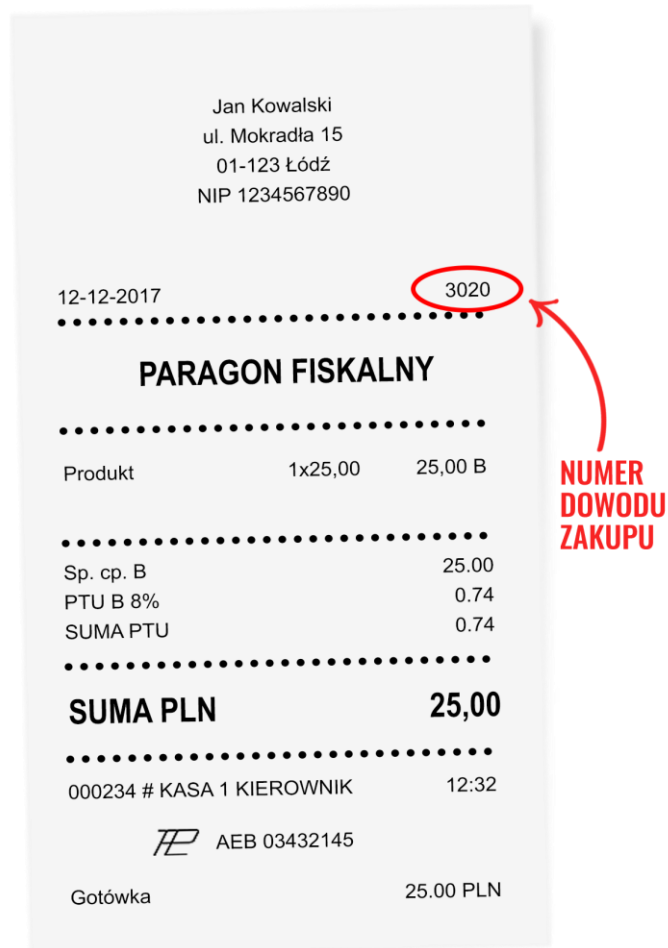 Jan Kowalski
ul. Mokradła 15
01-123 Łódź
NIP 1234567890
12-12-2017 3020
PARAGON FISKALNY
Produkt 1x25,00 25,00 B
NUMER
DOWODU
ZAKUPU
Sp. cp. B 25.00
PTU B 8% 0.74
SUMA PTU 0.74
SUMA PLN 25,00
000234 # KASA 1 KIEROWNIK 12:32
AEB 03432145
Gotówka 25.00 PLN